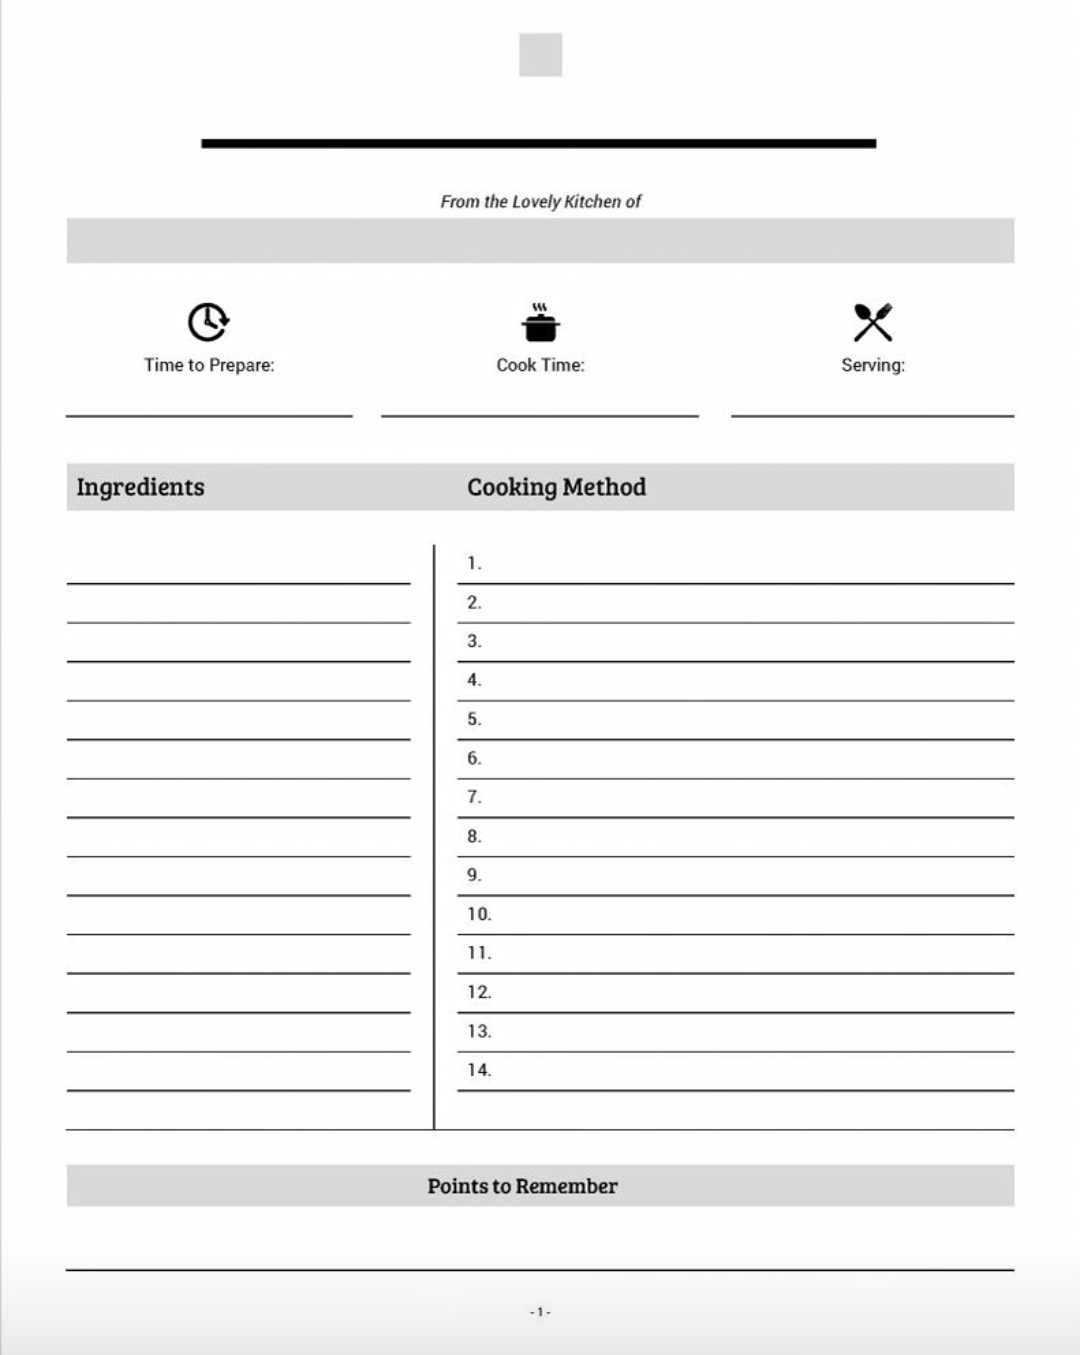 From the Lovely Kitchen of
Time to Prepare: Cook Time: Serving:
Ingredients Cooking Method
1.
2.
3.
4.
5.
6.
7.
8.
9.
10.
11.
12.
13.
14.
Points to Remember
- 1 -